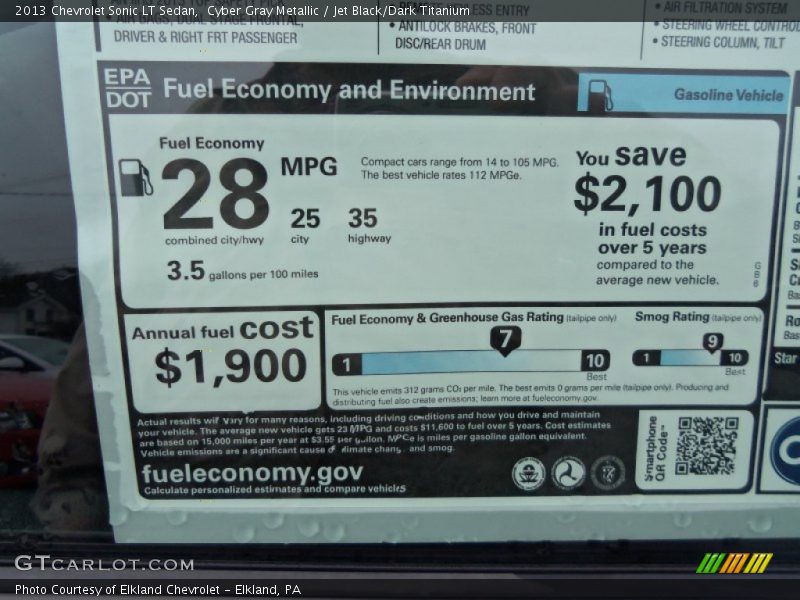 2013 Chevrolet Sonic LT Sedan, Cyber Gray Metallic / Jet Black/Dark Titanium
• AIR BAGS, DUAL STAGE FRONTAL,
DRIVER & RIGHT FRT PASSENGER
ENTRY
• ANTILOCK BRAKES, FRONT
DISC/REAR DRUM
• AIR FILTRATION SYSTEM
• STEERING WHEEL CONTROL
• STEERING COLUMN, TILT
EPA
DOT
Fuel Economy and Environment
Gasoline Vehicle
Fuel Economy
28
MPG
combined city/hwy
25
city
35
highway
3.5 gallons per 100 miles
Compact cars range from 14 to 105 MPG.
The best vehicle rates 112 MPGe.
You save
$2,100
in fuel costs
over 5 years
compared to the
average new vehicle.
Annual fuel cost
$1,900
Fuel Economy & Greenhouse Gas Rating (tailpipe only)
7
1
10
Best
Smog Rating (tailpipe only)
9
1
10
Best
This vehicle emits 312 grams CO₂ per mile. The best emits 0 grams per mile (tailpipe only). Producing and
distributing fuel also create emissions; learn more at fueleconomy.gov.
Actual results will vary for many reasons, including driving conditions and how you drive and maintain
your vehicle. The average new vehicle gets 23 MPG and costs $11,600 to fuel over 5 years. Cost estimates
are based on 15,000 miles per year at $3.55 per gallon. MPGe is miles per gasoline gallon equivalent.
Vehicle emissions are a significant cause of climate change and smog.
fueleconomy.gov
Calculate personalized estimates and compare vehicles
Smartphone
QR Code™
Star
GTCARLOT.COM
Photo Courtesy of Elkland Chevrolet - Elkland, PA